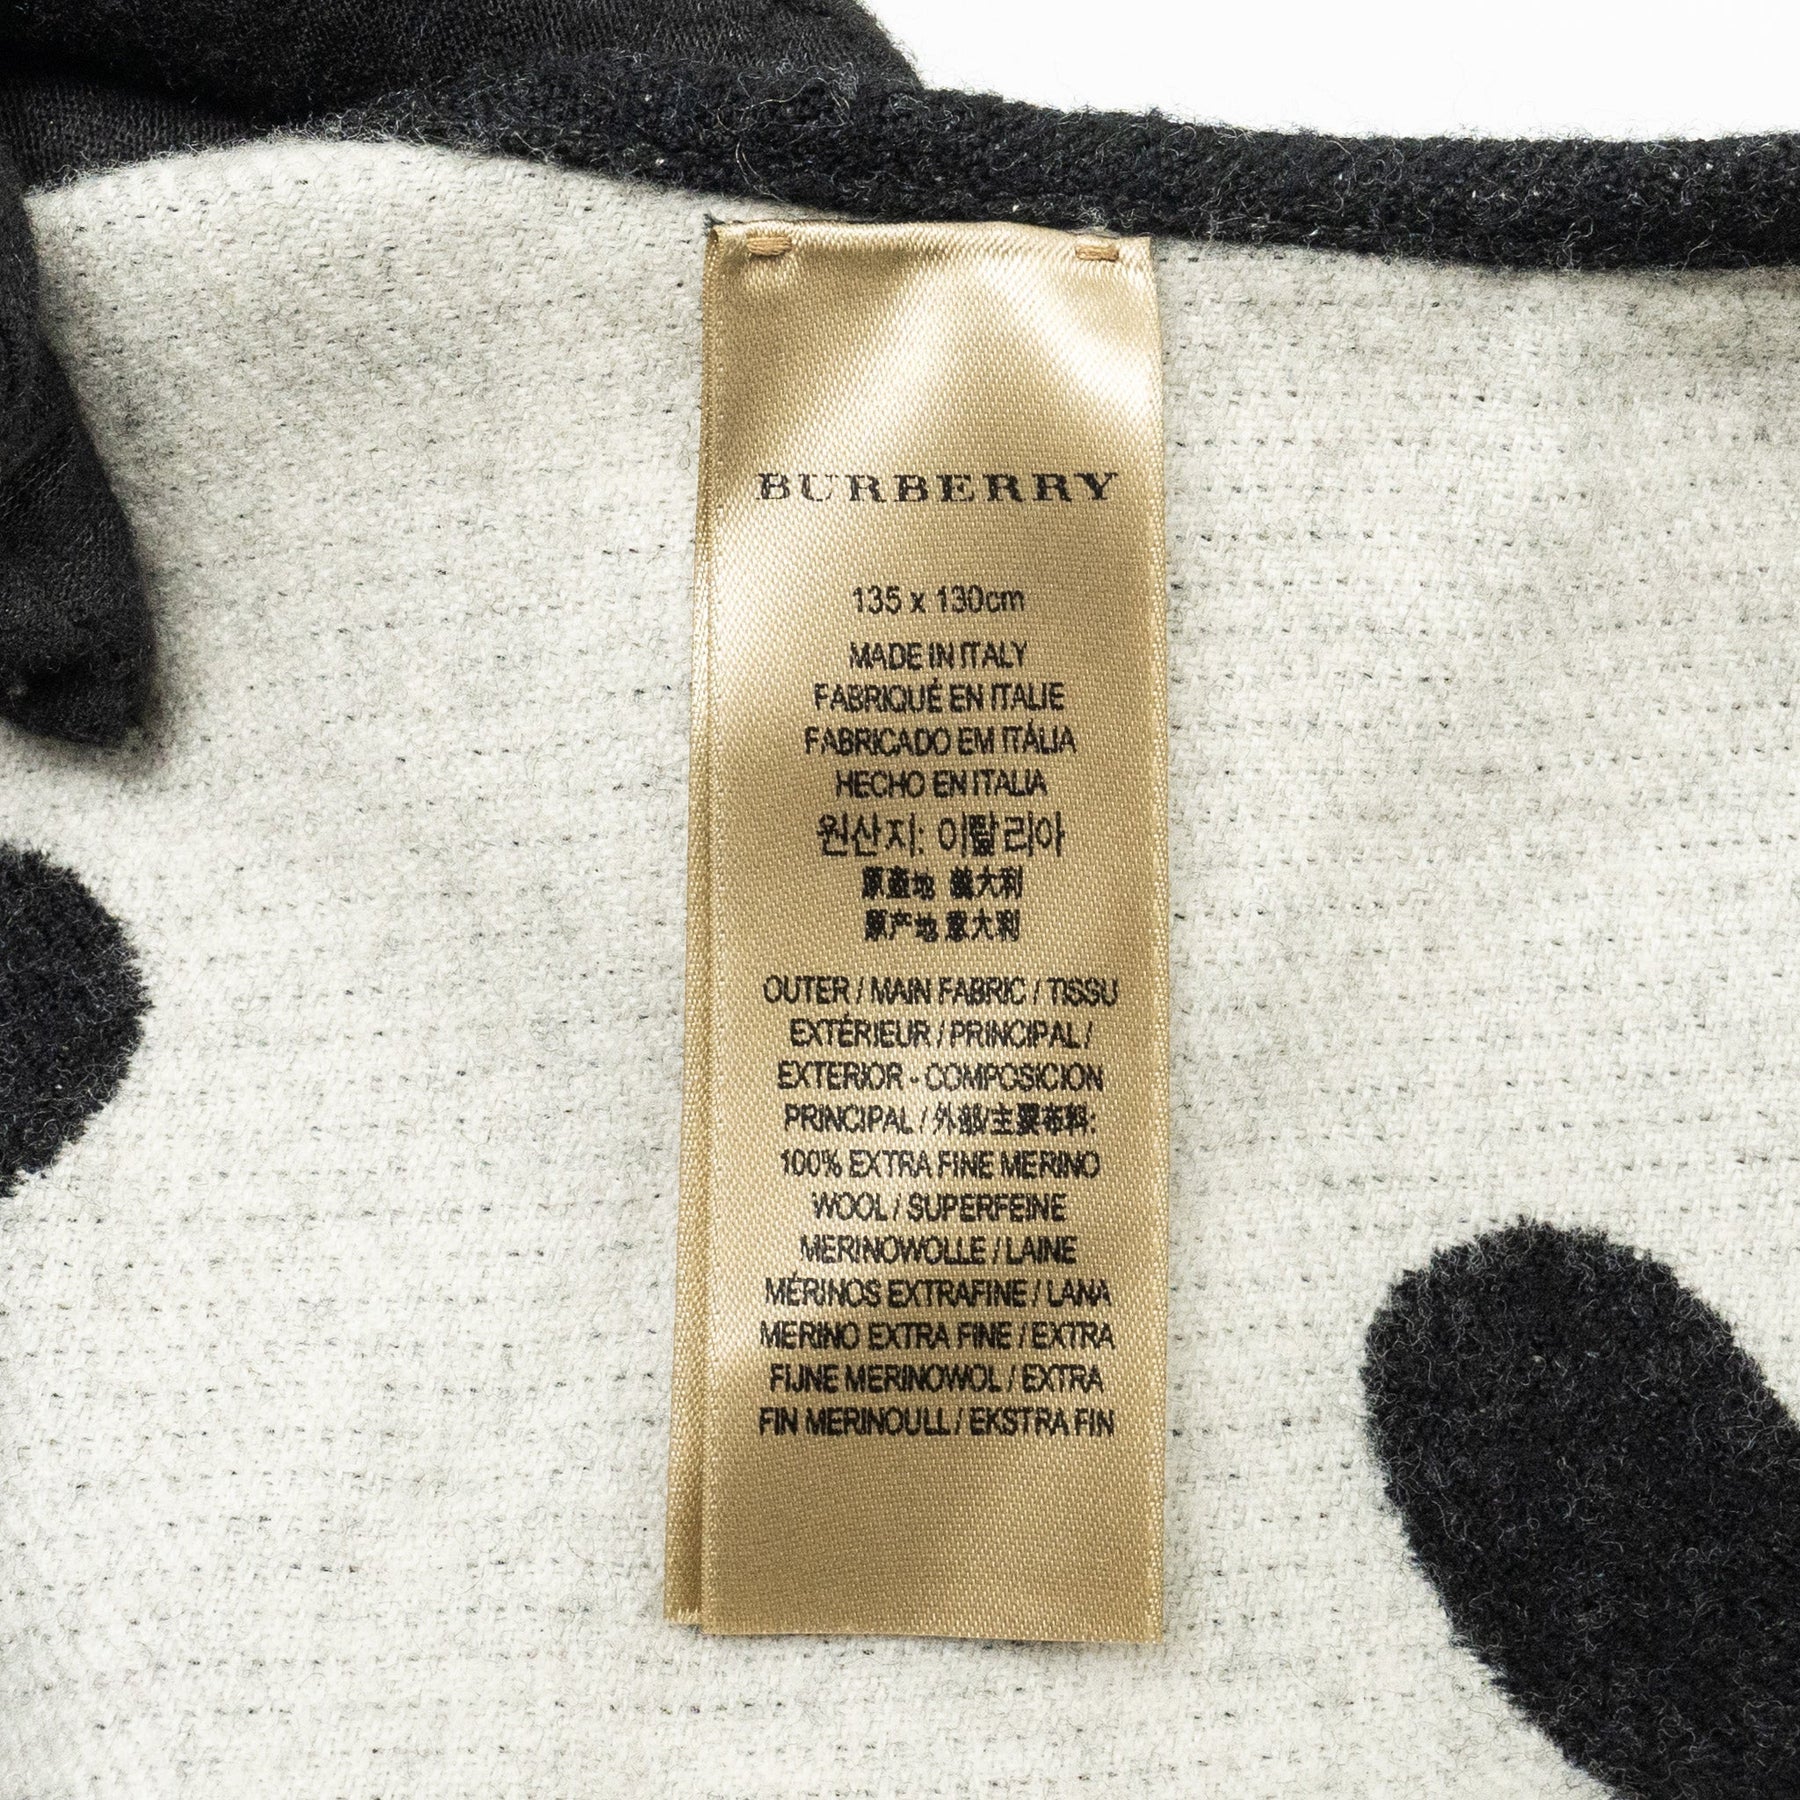 BURBERRY
135 x 130cm
MADE IN ITALY
FABRIQUÉ EN ITALIE
FABRICADO EM ITÁLIA
HECHO EN ITALIA
원산지: 이탈리아
原產地 義大利
原产地 意大利
OUTER / MAIN FABRIC / TISSU
EXTÉRIEUR / PRINCIPAL /
EXTERIOR - COMPOSICION
PRINCIPAL / 外部/主要布料:
100% EXTRA FINE MERINO
WOOL / SUPERFEINE
MERINOWOLLE / LAINE
MÉRINOS EXTRAFINE / LANA
MERINO EXTRA FINE / EXTRA
FIJNE MERINOWOL / EXTRA
FIN MERINOULL / EKSTRA FIN